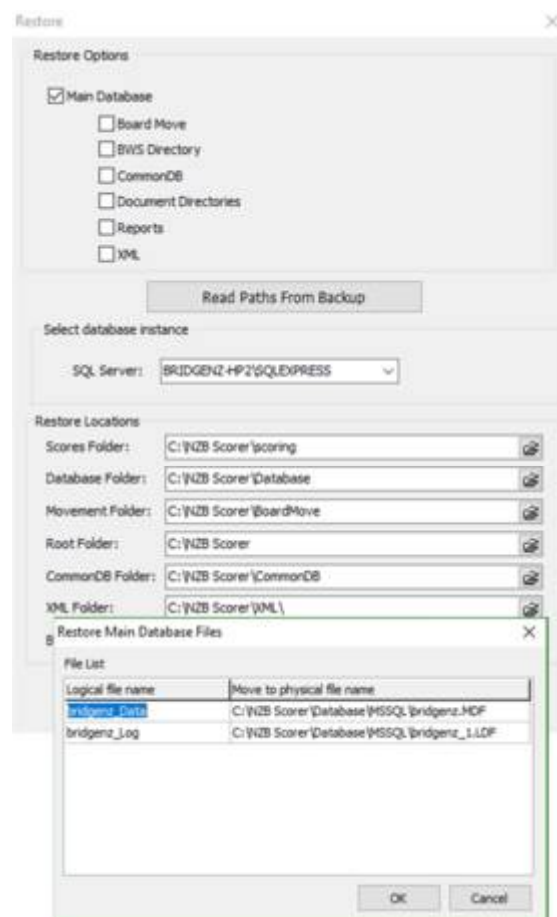 Restore
Restore Options
Main Database
Board Move
BWS Directory
CommonDB
Document Directories
Reports
XML
Read Paths From Backup
Select database instance
SQL Server: BRIDGENZ-HP2\SQLEXPRESS
Restore Locations
Scores Folder: C:\NZB Scorer\scoring
Database Folder: C:\NZB Scorer\Database
Movement Folder: C:\NZB Scorer\BoardMove
Root Folder: C:\NZB Scorer
CommonDB Folder: C:\NZB Scorer\CommonDB
XML Folder: C:\NZB Scorer\XML\
B
Restore Main Database Files
File List
Logical file name Move to physical file name
bridgenz_Data C:\NZB Scorer\Database\MSSQL\bridgenz.MDF
bridgenz_Log C:\NZB Scorer\Database\MSSQL\bridgenz_1.LDF
OK Cancel